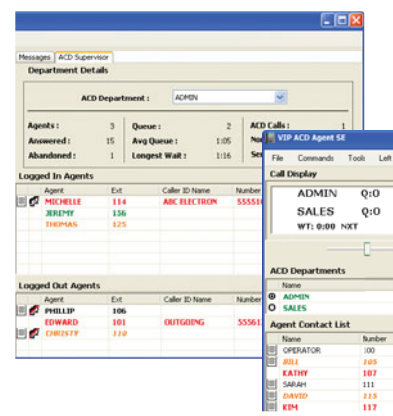 Messages ACD Supervisor
Department Details
ACD Department : ADMIN
Agents : 3 Queue : 2 ACD Calls : 1
Answered : 15 Avg Queue : 1:05
Abandoned : 1 Longest Wait : 1:16
Logged In Agents
Agent Ext Caller ID Name Number
MICHELLE 114 ABC ELECTRON
JEREMY 156
THOMAS 125
Logged Out Agents
Agent Ext Caller ID Name Number
PHILLIP 106
EDWARD 101 OUTGOING
CHRISTY 110
VIP ACD Agent SE
File Commands Tools Left
Call Display
ADMIN Q:0
SALES Q:0
WT: 0:00 NXT
ACD Departments
Name
ADMIN
SALES
Agent Contact List
Name Number
OPERATOR
BILL 105
KATHY 107
SARAH 111
DAVID 115
KIM 117